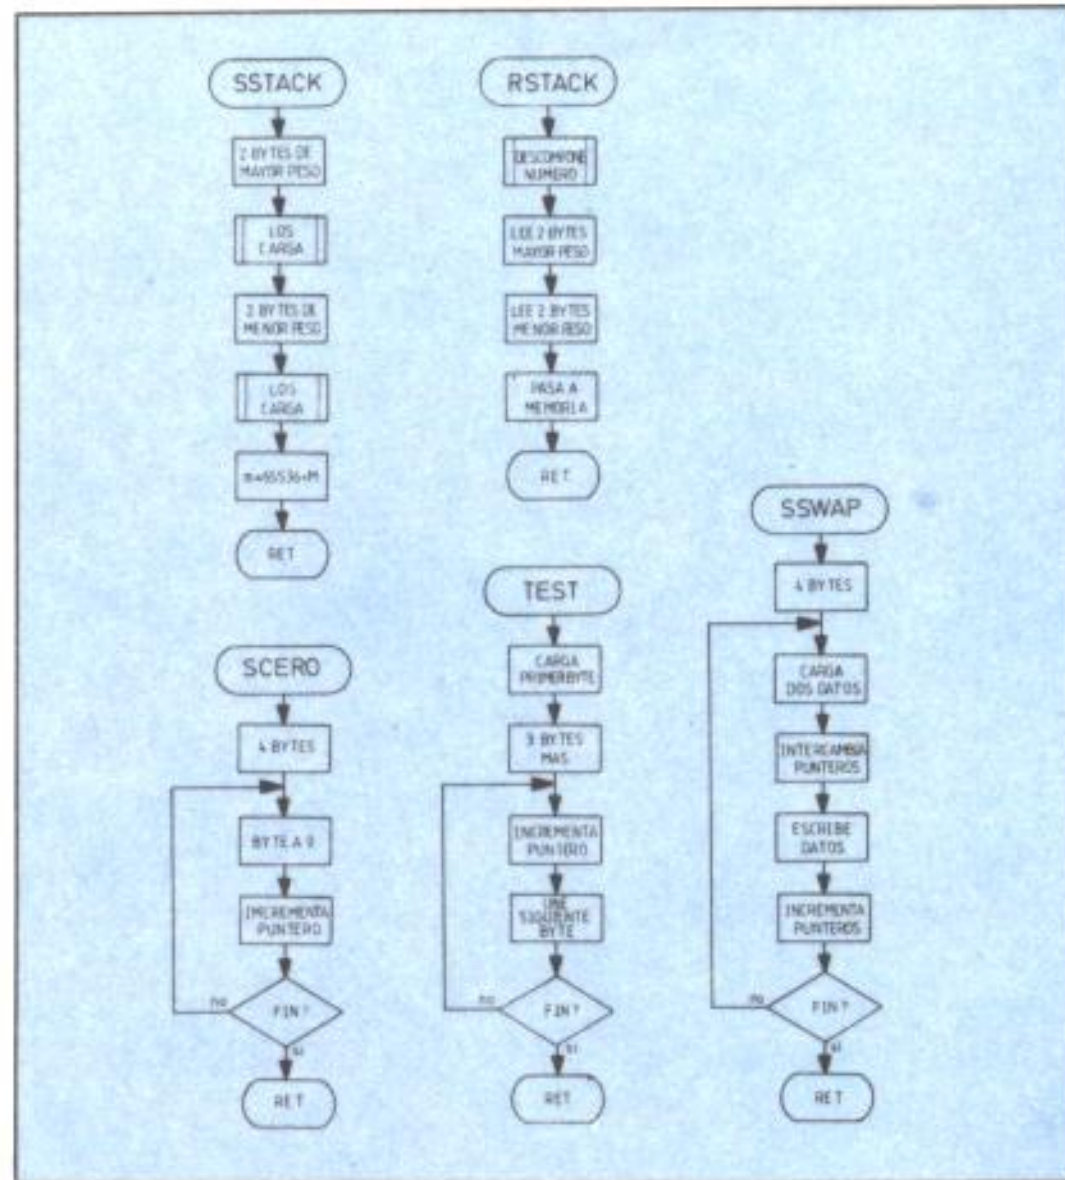 SSTACK
2 BYTES DE
MAYOR PESO
LOS
CARGA
2 BYTES DE
MENOR PESO
LOS
CARGA
RET
RSTACK
DESCOMPONE
NUMERO
LEE 2 BYTES
MAYOR PESO
LEE 2 BYTES
MENOR PESO
PASA A
MEMORIA
RET
SCERO
4 BYTES
BYTE A 0
INCREMENTA
PUNTERO
FIN?
no
si
RET
TEST
CARGA
PRIMER BYTE
3 BYTES
MAS
INCREMENTA
PUNTERO
SIGUIENTE
BYTE
FIN?
no
si
RET
SSWAP
4 BYTES
CARGA
DOS DATOS
INTERCAMBIA
PUNTEROS
ESCRIBE
DATOS
INCREMENTA
PUNTEROS
FIN?
no
si
RET